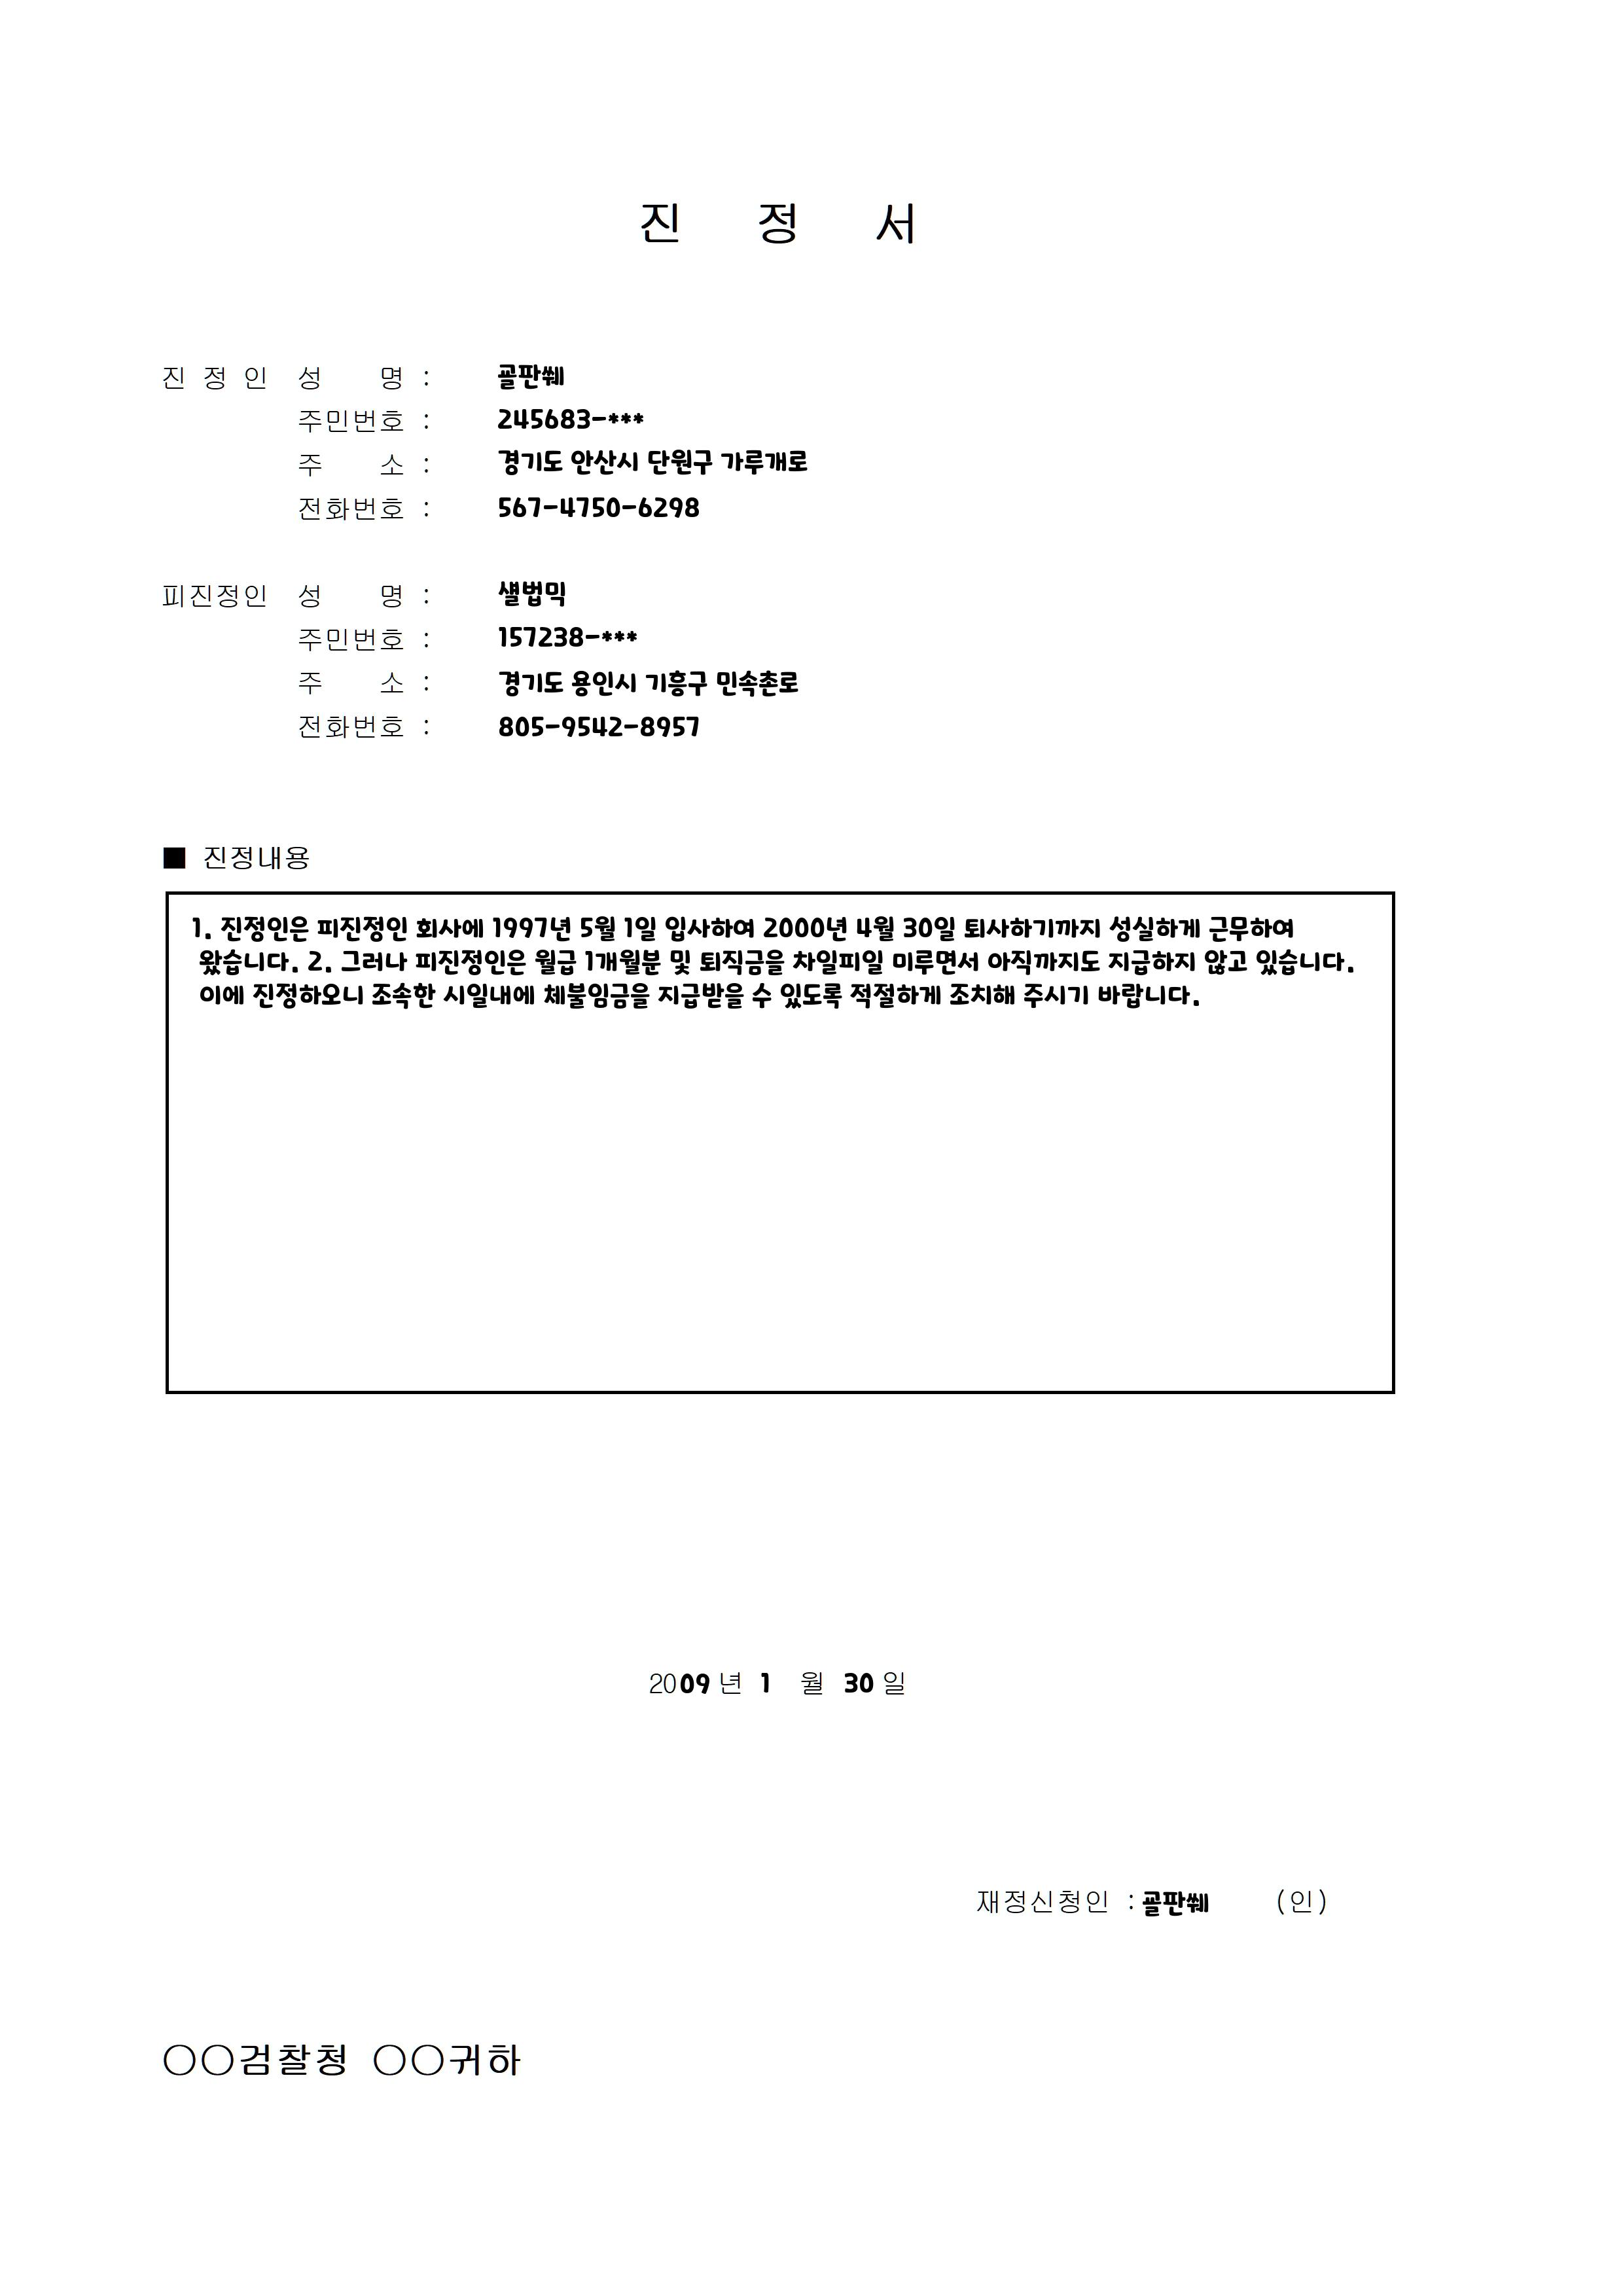 진 정 서
진 정 인 성 명 : 골판쒜
주민번호 : 245683-***
주 소 : 경기도 안산시 단원구 가루개로
전화번호 : 567-4750-6298
피진정인 성 명 : 섈법믹
주민번호 : 157238-***
주 소 : 경기도 용인시 기흥구 민속촌로
전화번호 : 805-9542-8957
■ 진정내용
1. 진정인은 피진정인 회사에 1997년 5월 1일 입사하여 2000년 4월 30일 퇴사하기까지 성실하게 근무하여
왔습니다. 2. 그러나 피진정인은 월급 1개월분 및 퇴직금을 차일피일 미루면서 아직까지도 지급하지 않고 있습니다.
이에 진정하오니 조속한 시일내에 체불임금을 지급받을 수 있도록 적절하게 조치해 주시기 바랍니다.
2009 년 1 월 30 일
재정신청인 : 골판쒜 (인)
○○검찰청 ○○귀하